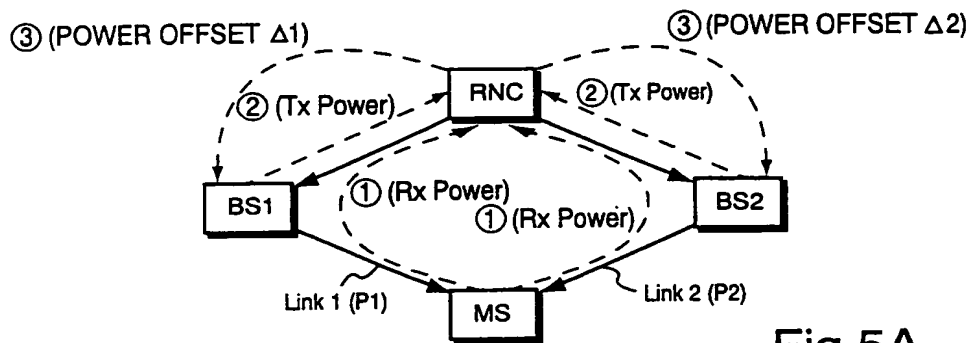 ③ (POWER OFFSET Δ1)
③ (POWER OFFSET Δ2)
RNC
② (Tx Power)
② (Tx Power)
BS1
① (Rx Power)
① (Rx Power)
BS2
Link 1 (P1)
MS
Link 2 (P2)
Fig 5A